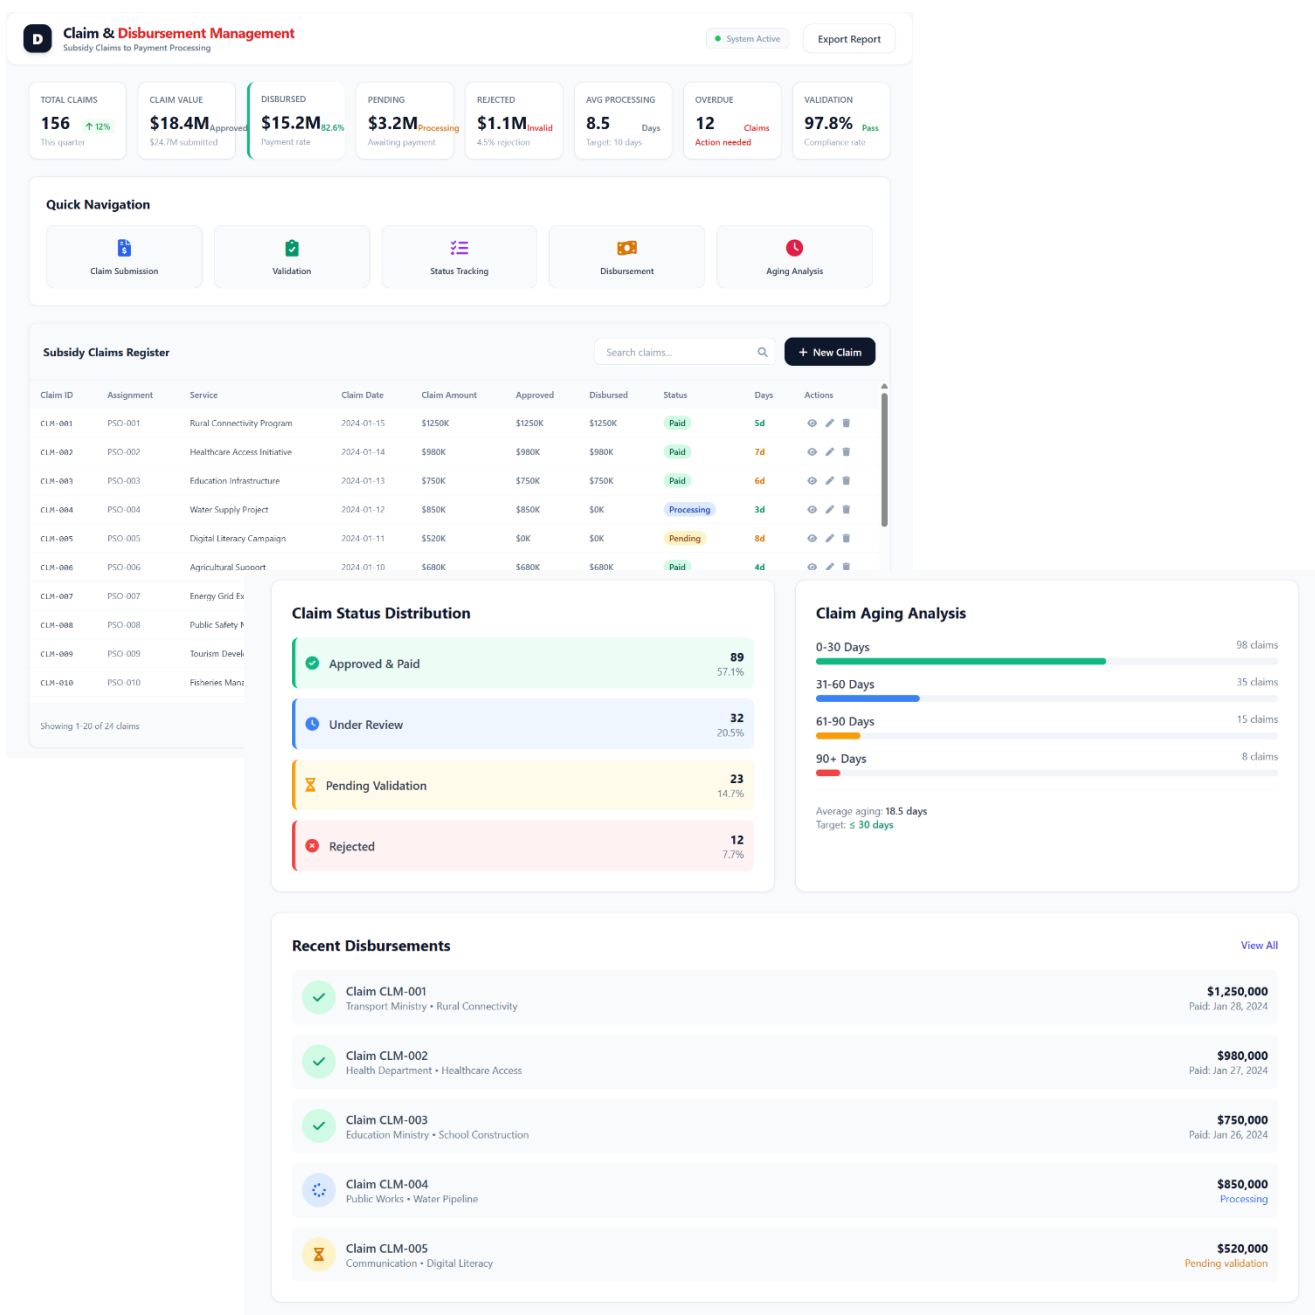 D
Claim & Disbursement Management
Subsidy Claims to Payment Processing
System Active
Export Report
TOTAL CLAIMS
156 12%
This quarter
CLAIM VALUE
$18.4M Approved
$24.7M submitted
DISBURSED
$15.2M 82.6%
Payment rate
PENDING
$3.2M Processing
Awaiting payment
REJECTED
$1.1M Invalid
4.5% rejection
AVG PROCESSING
8.5 Days
Target: 10 days
OVERDUE
12 Claims
Action needed
VALIDATION
97.8% Pass
Compliance rate
Quick Navigation
Claim Submission
Validation
Status Tracking
Disbursement
Aging Analysis
Subsidy Claims Register
Search claims...
+ New Claim
Claim ID Assignment Service Claim Date Claim Amount Approved Disbursed Status Days Actions
CLM-001 PSO-001 Rural Connectivity Program 2024-01-15 $1250K $1250K $1250K Paid 5d
CLM-002 PSO-002 Healthcare Access Initiative 2024-01-14 $980K $980K $980K Paid 7d
CLM-003 PSO-003 Education Infrastructure 2024-01-13 $750K $750K $750K Paid 6d
CLM-004 PSO-004 Water Supply Project 2024-01-12 $850K $850K $0K Processing 3d
CLM-005 PSO-005 Digital Literacy Campaign 2024-01-11 $520K $0K $0K Pending 8d
CLM-006 PSO-006 Agricultural Support 2024-01-10 $680K $680K $680K Paid 4d
CLM-007 PSO-007 Energy Grid Ex
CLM-008 PSO-008 Public Safety
CLM-009 PSO-009 Tourism Devel
CLM-010 PSO-010 Fisheries Mana
Showing 1-20 of 24 claims
Claim Status Distribution
Approved & Paid 89
57.1%
Under Review 32
20.5%
Pending Validation 23
14.7%
Rejected 12
7.7%
Claim Aging Analysis
0-30 Days 98 claims
31-60 Days 35 claims
61-90 Days 15 claims
90+ Days 8 claims
Average aging: 18.5 days
Target: ≤ 30 days
Recent Disbursements
View All
Claim CLM-001 $1,250,000
Transport Ministry • Rural Connectivity Paid: Jan 28, 2024
Claim CLM-002 $980,000
Health Department • Healthcare Access Paid: Jan 27, 2024
Claim CLM-003 $750,000
Education Ministry • School Construction Paid: Jan 26, 2024
Claim CLM-004 $850,000
Public Works • Water Pipeline Processing
Claim CLM-005 $520,000
Communication • Digital Literacy Pending validation